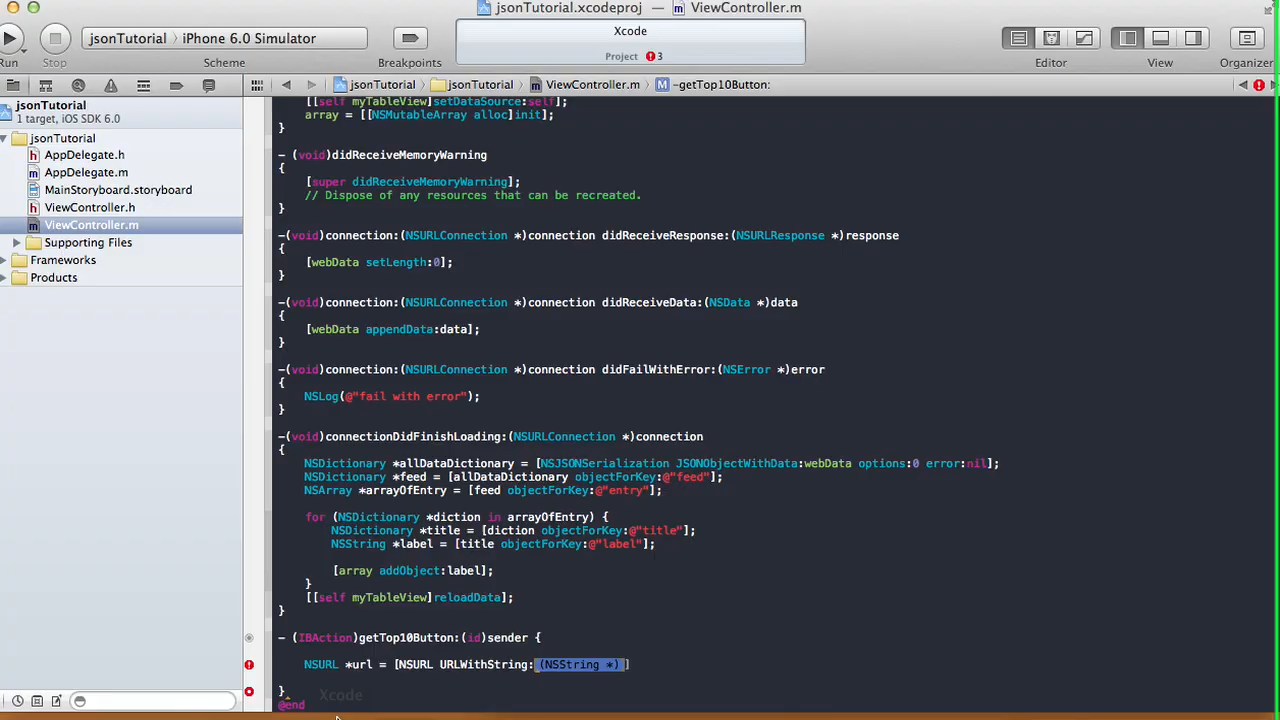 jsonTutorial.xcodeproj — ViewController.m
Run
Stop
jsonTutorial
iPhone 6.0 Simulator
Scheme
Breakpoints
Xcode
Project 3
Editor
View
Organizer
jsonTutorial
jsonTutorial
ViewController.m
M -getTop10Button:
jsonTutorial
1 target, iOS SDK 6.0
jsonTutorial
h AppDelegate.h
m AppDelegate.m
MainStoryboard.storyboard
h ViewController.h
m ViewController.m
Supporting Files
Frameworks
Products
[[self myTableView]setDataSource:self];
array = [[NSMutableArray alloc]init];
}
- (void)didReceiveMemoryWarning
{
[super didReceiveMemoryWarning];
// Dispose of any resources that can be recreated.
}
-(void)connection:(NSURLConnection *)connection didReceiveResponse:(NSURLResponse *)response
{
[webData setLength:0];
}
-(void)connection:(NSURLConnection *)connection didReceiveData:(NSData *)data
{
[webData appendData:data];
}
-(void)connection:(NSURLConnection *)connection didFailWithError:(NSError *)error
{
NSLog(@"fail with error");
}
-(void)connectionDidFinishLoading:(NSURLConnection *)connection
{
NSDictionary *allDataDictionary = [NSJSONSerialization JSONObjectWithData:webData options:0 error:nil];
NSDictionary *feed = [allDataDictionary objectForKey:@"feed"];
NSArray *arrayOfEntry = [feed objectForKey:@"entry"];
for (NSDictionary *diction in arrayOfEntry) {
NSDictionary *title = [diction objectForKey:@"title"];
NSString *label = [title objectForKey:@"label"];
[array addObject:label];
}
[[self myTableView]reloadData];
}
- (IBAction)getTop10Button:(id)sender {
NSURL *url = [NSURL URLWithString:(NSString *)]
}
Xcode
@end